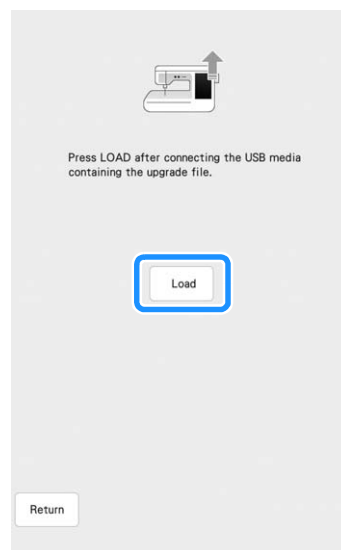 Press LOAD after connecting the USB media
containing the upgrade file.
Load
Return